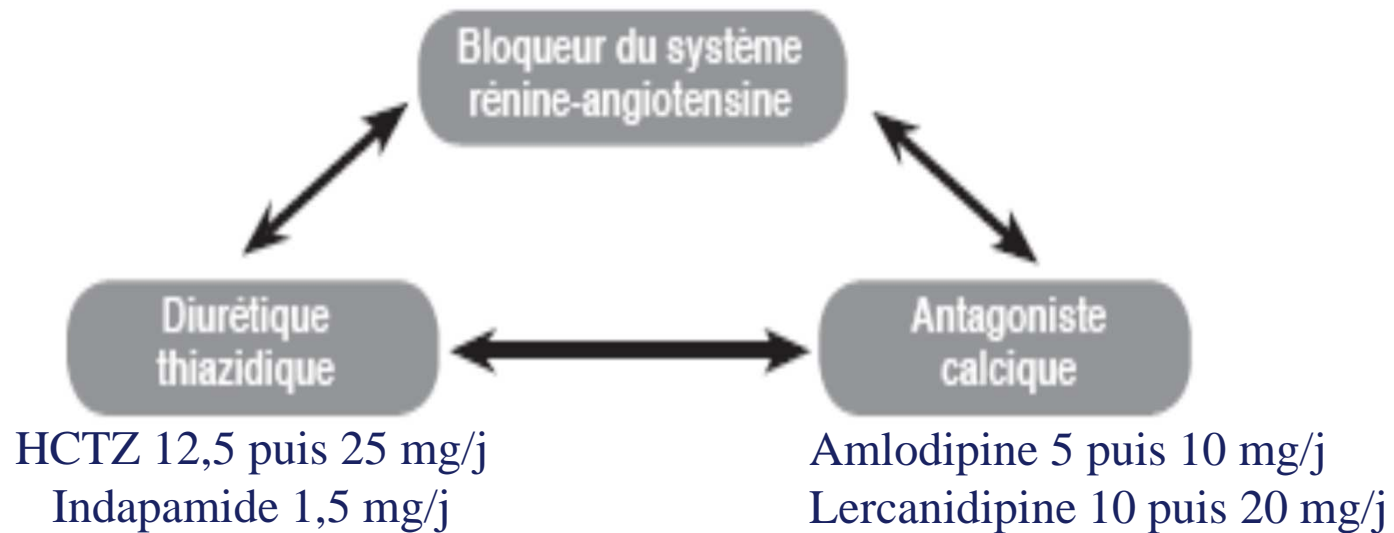 Bloqueur du système
rénine-angiotensine
Diurétique
thiazidique
Antagoniste
calcique
HCTZ 12,5 puis 25 mg/j
Indapamide 1,5 mg/j
Amlodipine 5 puis 10 mg/j
Lercanidipine 10 puis 20 mg/j